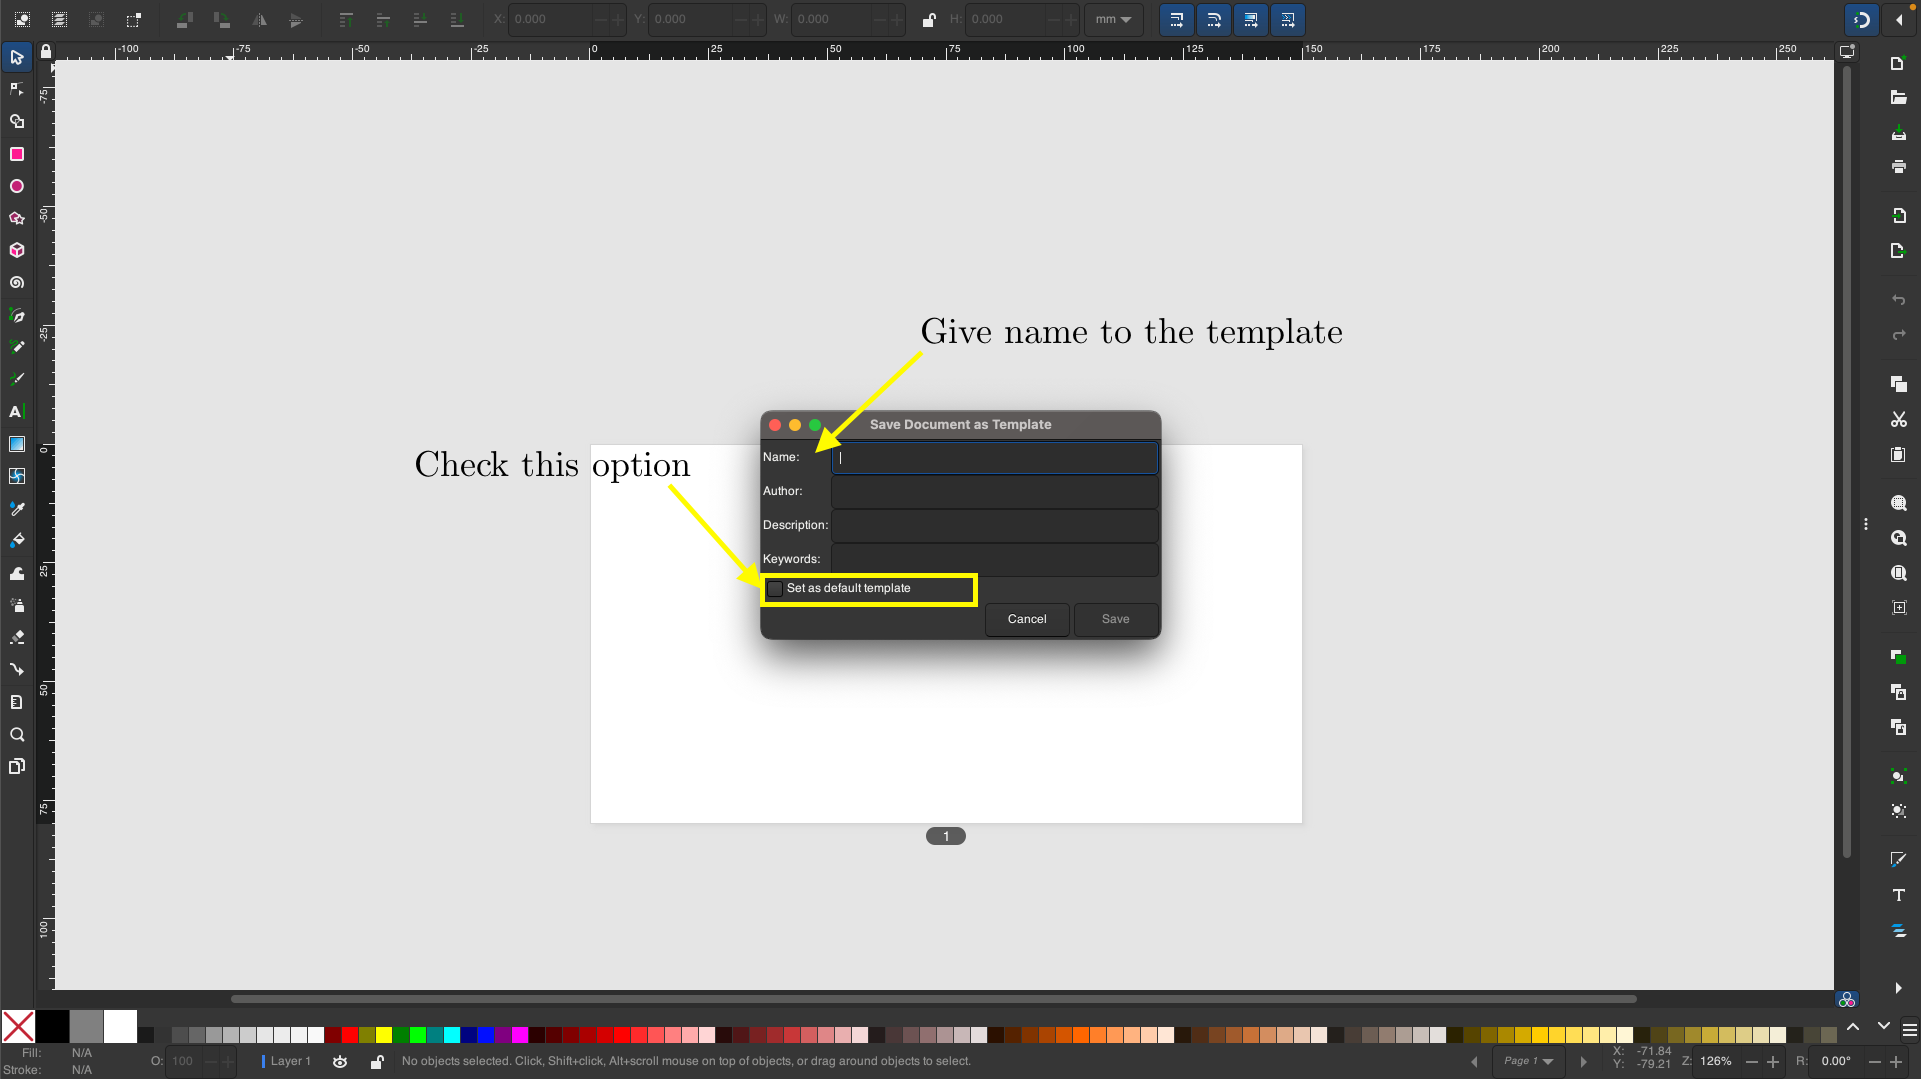 X: 0.000 Y: 0.000 W: 0.000 H: 0.000 mm
-100 -75 -50 -25 0 25 50 75 100 125 150 175 200 225 250
-75
-50
-25
0
25
50
75
100
Give name to the template
Check this option
Save Document as Template
Name:
Author:
Description:
Keywords:
Set as default template
Cancel Save
1
Fill: N/A
Stroke: N/A
O: 100
Layer 1
No objects selected. Click, Shift+click, Alt+scroll mouse on top of objects, or drag around objects to select.
Page 1
X: -71.84
Y: -79.21
Z: 126%
R: 0.00°